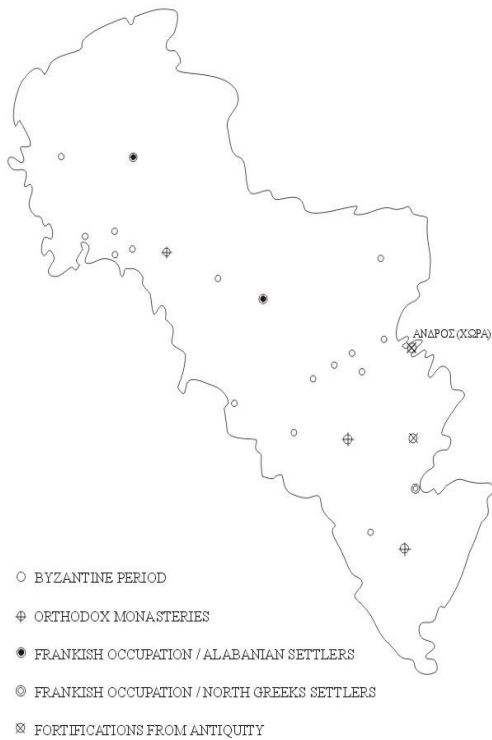 ΑΝΔΡΟΣ (ΧΩΡΑ)
BYZANTINE PERIOD
ORTHODOX MONASTERIES
FRANKISH OCCUPATION / ALABANIAN SETTLERS
FRANKISH OCCUPATION / NORTH GREEKS SETTLERS
FORTIFICATIONS FROM ANTIQUITY